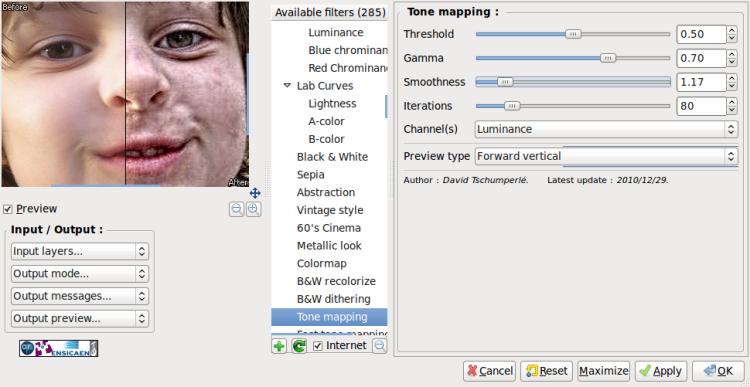 Before
After
Preview
Input / Output :
Input layers...
Output mode...
Output messages...
Output preview...
ENSICAEN
Available filters (285)
Luminance
Blue chrominan
Red Chrominanc
Lab Curves
Lightness
A-color
B-color
Black & White
Sepia
Abstraction
Vintage style
60's Cinema
Metallic look
Colormap
B&W recolorize
B&W dithering
Tone mapping
Fast tone mapping
Internet
Tone mapping :
Threshold 0.50
Gamma 0.70
Smoothness 1.17
Iterations 80
Channel(s) Luminance
Preview type Forward vertical
Author : David Tschumperlé. Latest update : 2010/12/29.
Cancel Reset Maximize Apply OK